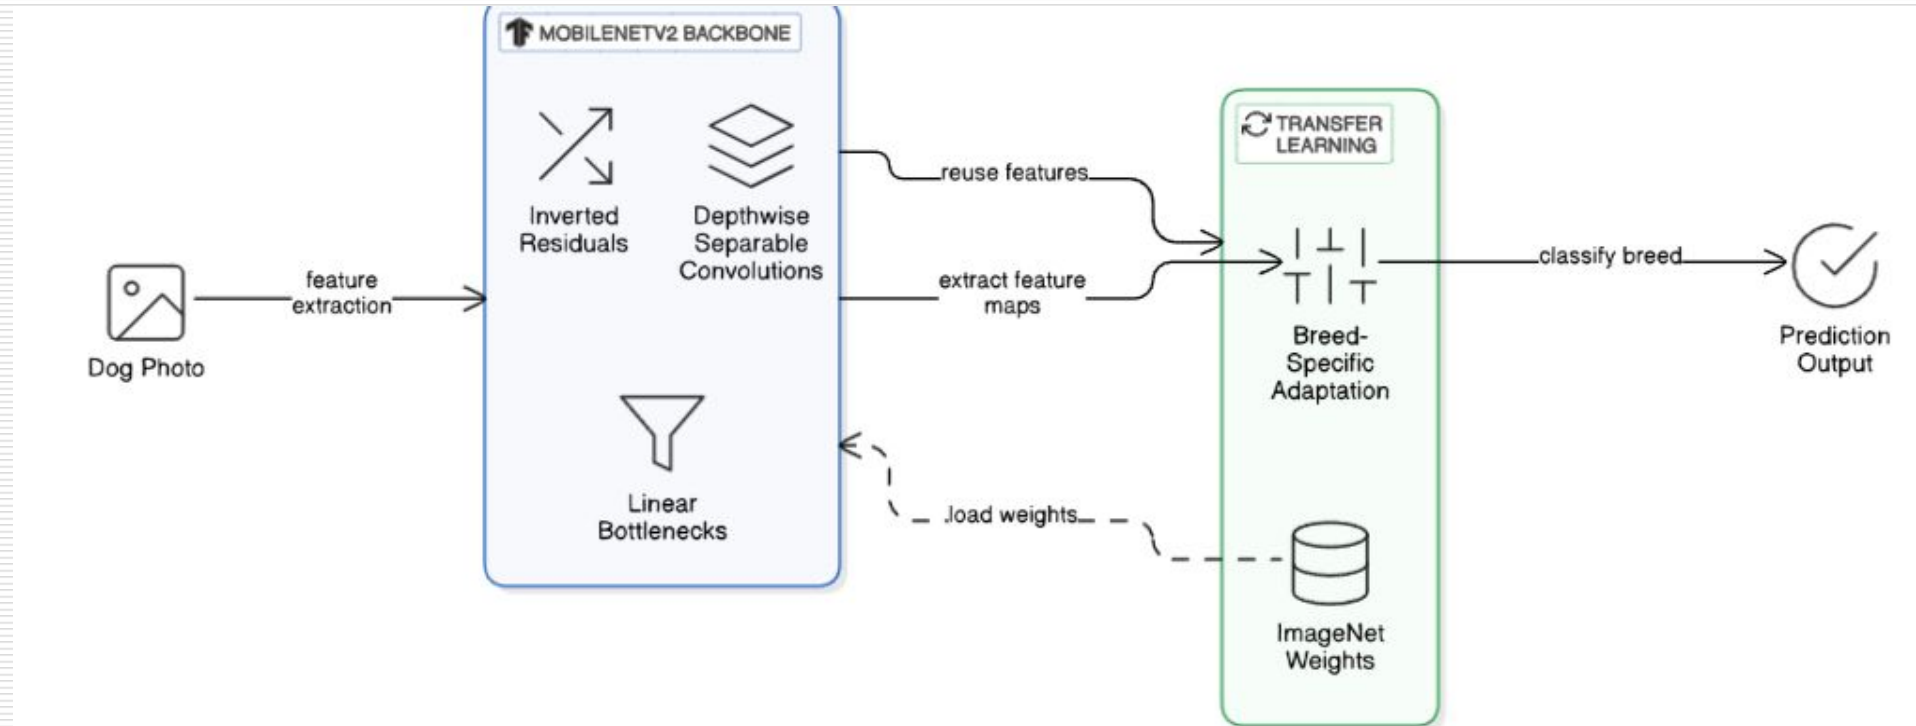 MOBILENETV2 BACKBONE
Inverted
Residuals
Depthwise
Separable
Convolutions
Linear
Bottlenecks
Dog Photo
feature
extraction
reuse features
extract feature
maps
load weights
TRANSFER
LEARNING
Breed-
Specific
Adaptation
ImageNet
Weights
classify breed
Prediction
Output